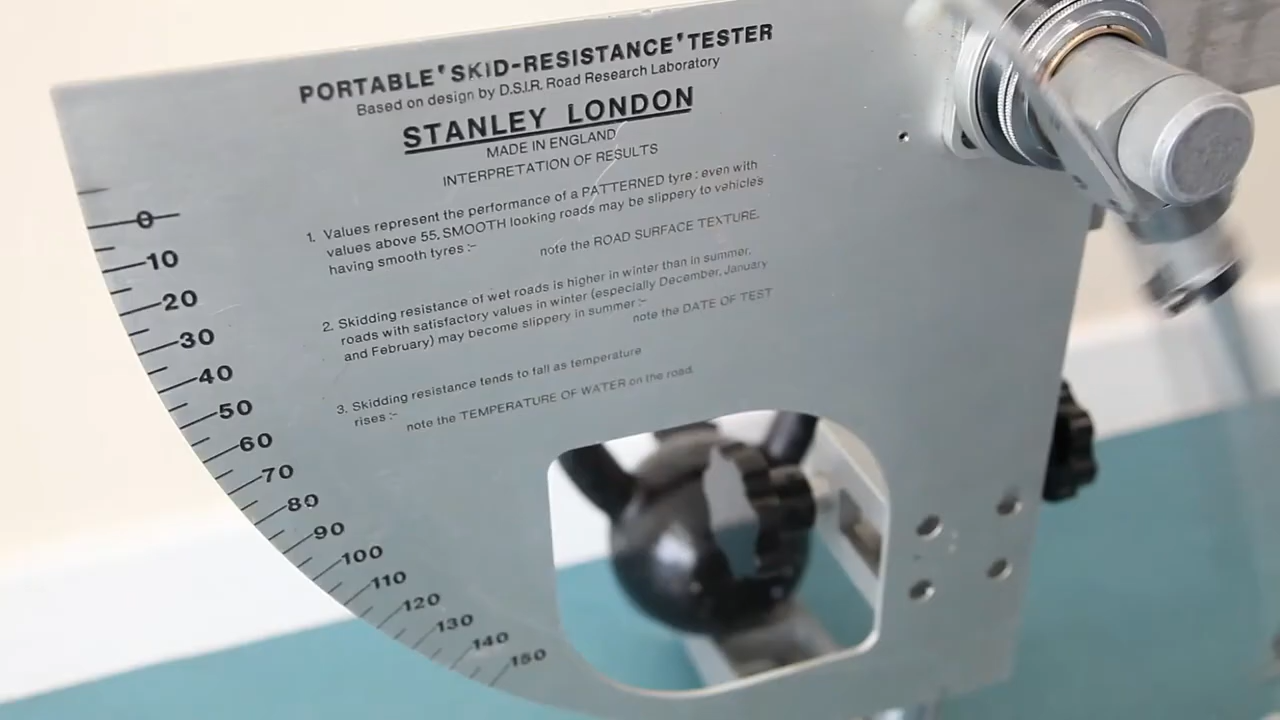 PORTABLE 'SKID-RESISTANCE' TESTER
Based on design by D.S.I.R. Road Research Laboratory
STANLEY LONDON
MADE IN ENGLAND
INTERPRETATION OF RESULTS
1. Values represent the performance of a PATTERNED tyre : even with
values above 55, SMOOTH looking roads may be slippery to vehicles
having smooth tyres :- note the ROAD SURFACE TEXTURE.
2. Skidding resistance of wet roads is higher in winter than in summer.
roads with satisfactory values in winter (especially December, January
and February) may become slippery in summer :- note the DATE OF TEST
3. Skidding resistance tends to fall as temperature
rises :- note the TEMPERATURE OF WATER on the road.
0
10
20
30
40
50
60
70
80
90
100
110
120
130
140
150